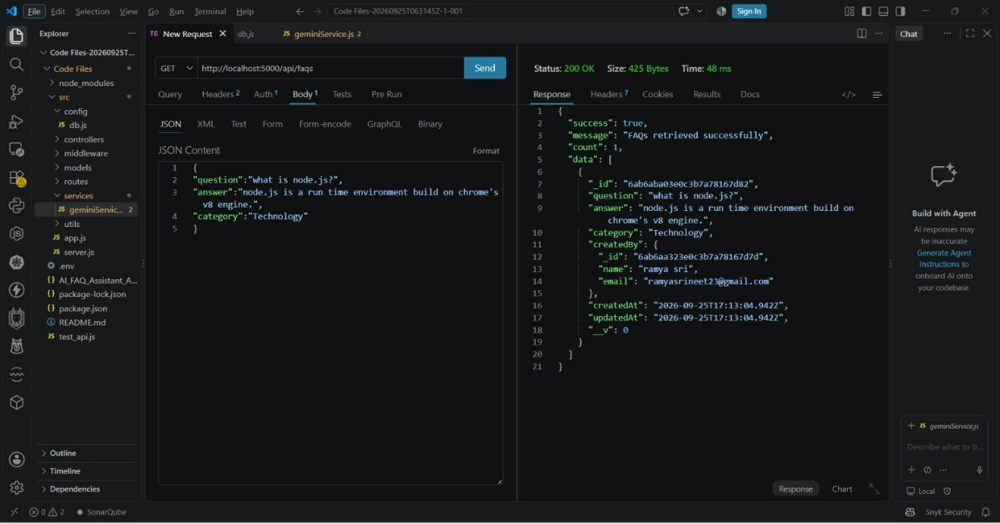 File Edit Selection View Go Run Terminal Help
Code Files-20260925T063145Z-1-001
Sign In
Explorer
Code Files-20260925T...
Code Files
node_modules
src
config
JS db.js
controllers
middleware
models
routes
services
JS geminiServic... 2
utils
JS app.js
JS server.js
.env
{} AI_FAQ_Assistant_A...
{} package-lock.json
{} package.json
README.md
JS test_api.js
Outline
Timeline
Dependencies
TC New Request
db.js
JS geminiService.js 2
GET
http://localhost:5000/api/faqs
Send
Query Headers 2 Auth 1 Body 1 Tests Pre Run
JSON XML Text Form Form-encode GraphQL Binary
JSON Content
Format
1 {
2 "question":"what is node.js?",
3 "answer":"node.js is a run time environment build on chrome's
v8 engine.",
4 "category":"Technology"
5 }
Status: 200 OK Size: 425 Bytes Time: 48 ms
Response Headers 7 Cookies Results Docs </>
1 {
2 "success": true,
3 "message": "FAQs retrieved successfully",
4 "count": 1,
5 "data": [
6 {
7 "_id": "6ab6aba03e0c3b7a78167d82",
8 "question": "what is node.js?",
9 "answer": "node.js is a run time environment build on
chrome's v8 engine.",
10 "category": "Technology",
11 "createdBy": {
12 "_id": "6ab6aa323e0c3b7a78167d7d",
13 "name": "ramya sri",
14 "email": "ramyasrineet23@gmail.com"
15 },
16 "createdAt": "2026-09-25T17:13:04.942Z",
17 "updatedAt": "2026-09-25T17:13:04.942Z",
18 "__v": 0
19 }
20 ]
21 }
Response Chart
Chat
Build with Agent
AI responses may
be inaccurate
Generate Agent
Instructions to
onboard AI onto
your codebase.
JS geminiService.js
Describe what to b...
Local
0 2 SonarQube
Snyk Security